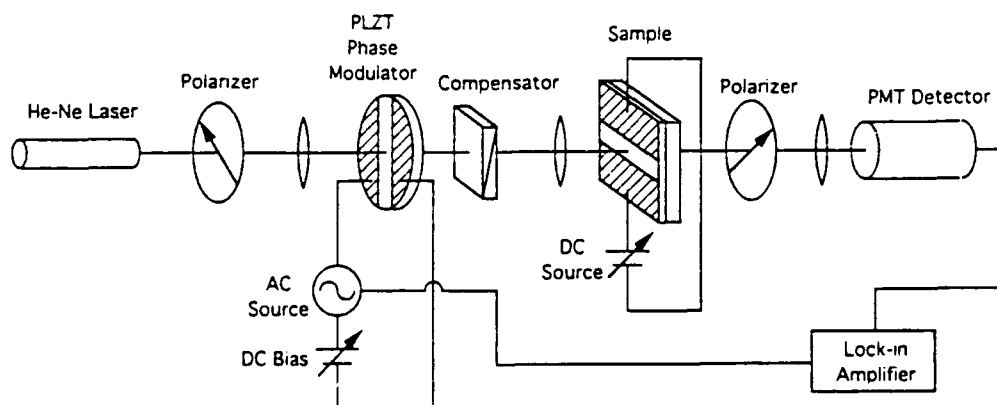 PLZT
Phase
Modulator
Sample
Polarizer
Compensator
Polarizer
He-Ne Laser
PMT Detector
DC
Source
AC
Source
DC Bias
Lock-in
Amplifier